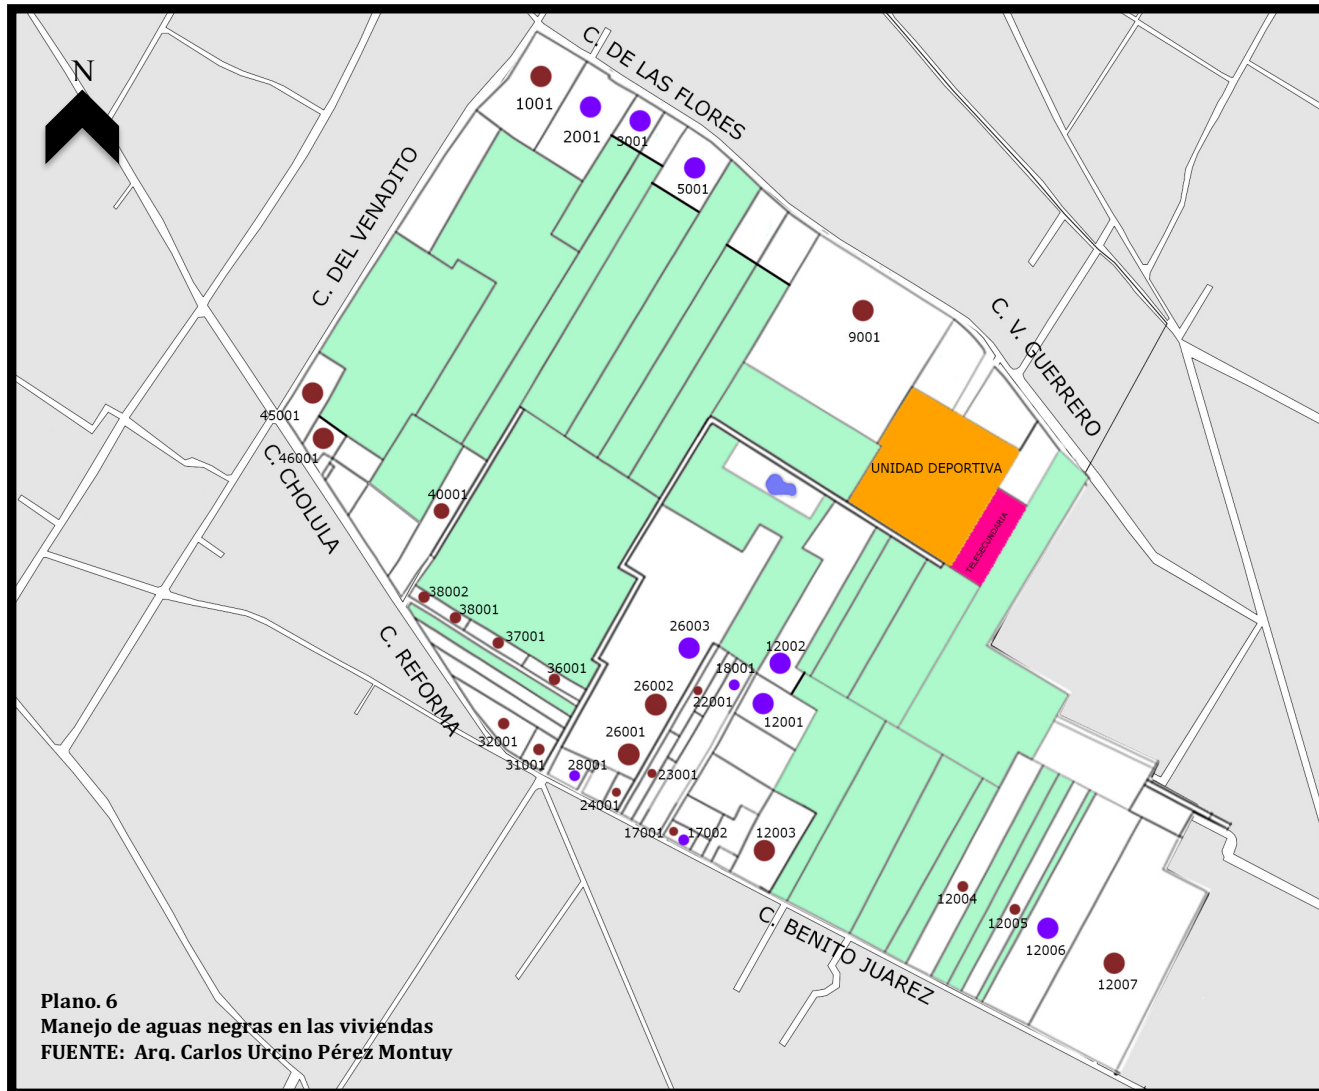 C. DE LAS FLORES
N
1001
2001
3001
5001
C. DEL VENADITO
9001
C. V. GUERRERO
45001
46001
UNIDAD DEPORTIVA
C. CHOLULA
40001
TELESECUNDARIA
38002
38001
37001
26003
12002
36001
18001
22001
C. REFORMA
26002
12001
32001
26001
31001
28001
23001
24001
17001
17002
12003
12004
12005
C. BENITO JUAREZ
12006
12007
Plano. 6
Manejo de aguas negras en las viviendas
FUENTE: Arq. Carlos Urcino Pérez Montuy